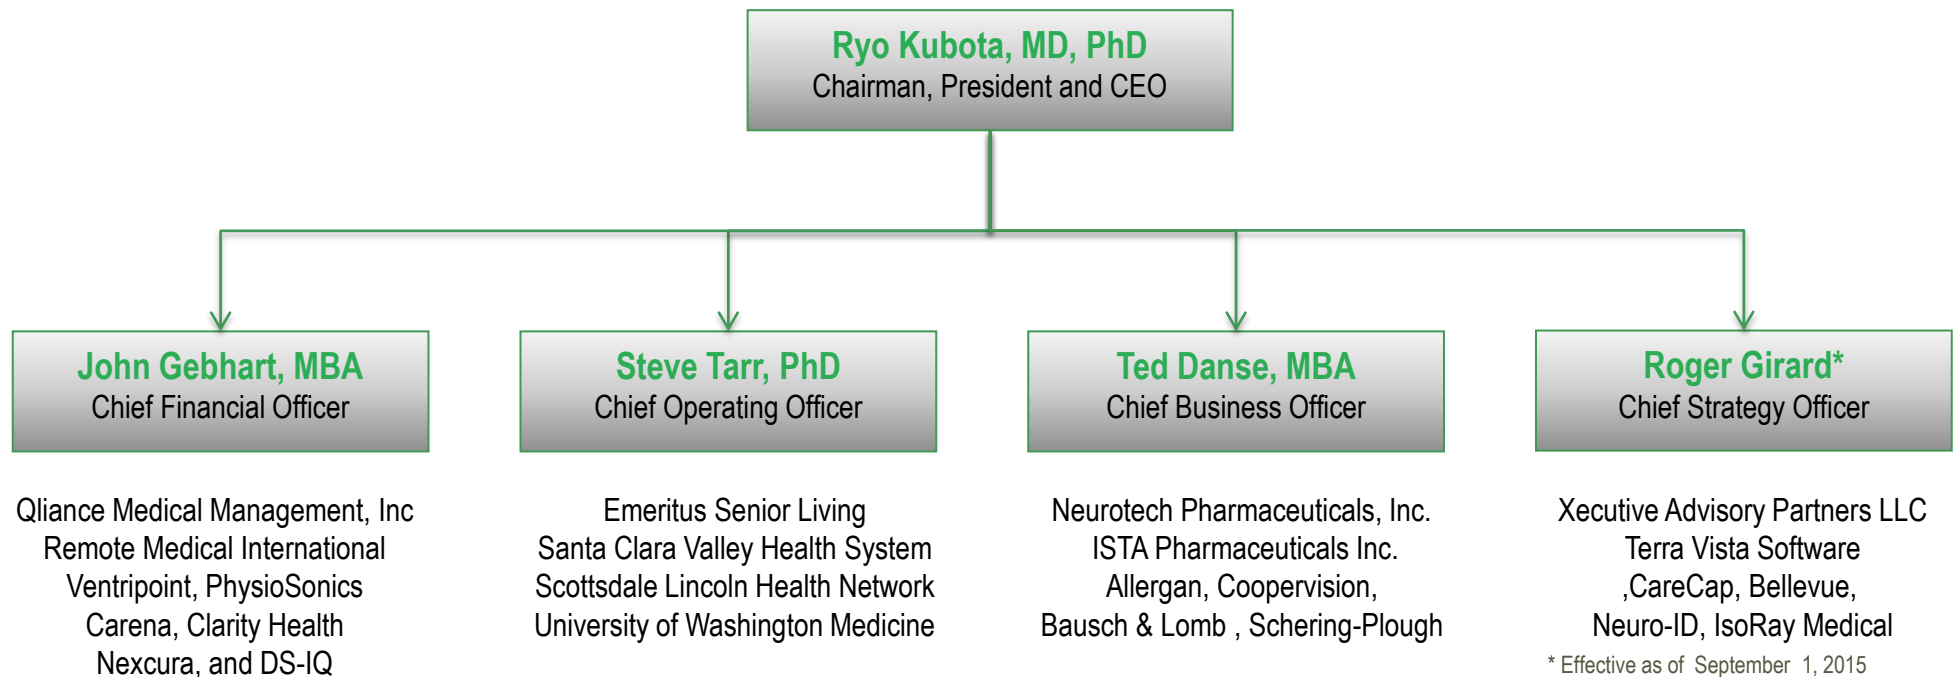 Ryo Kubota, MD, PhD
Chairman, President and CEO
John Gebhart, MBA
Chief Financial Officer
Steve Tarr, PhD
Chief Operating Officer
Ted Danse, MBA
Chief Business Officer
Roger Girard*
Chief Strategy Officer
Qliance Medical Management, Inc
Remote Medical International
Ventripoint, PhysioSonics
Carena, Clarity Health
Nexcura, and DS-IQ
Emeritus Senior Living
Santa Clara Valley Health System
Scottsdale Lincoln Health Network
University of Washington Medicine
Neurotech Pharmaceuticals, Inc.
ISTA Pharmaceuticals Inc.
Allergan, Coopervision,
Bausch & Lomb , Schering-Plough
Xecutive Advisory Partners LLC
Terra Vista Software
,CareCap, Bellevue,
Neuro-ID, IsoRay Medical
* Effective as of September 1, 2015